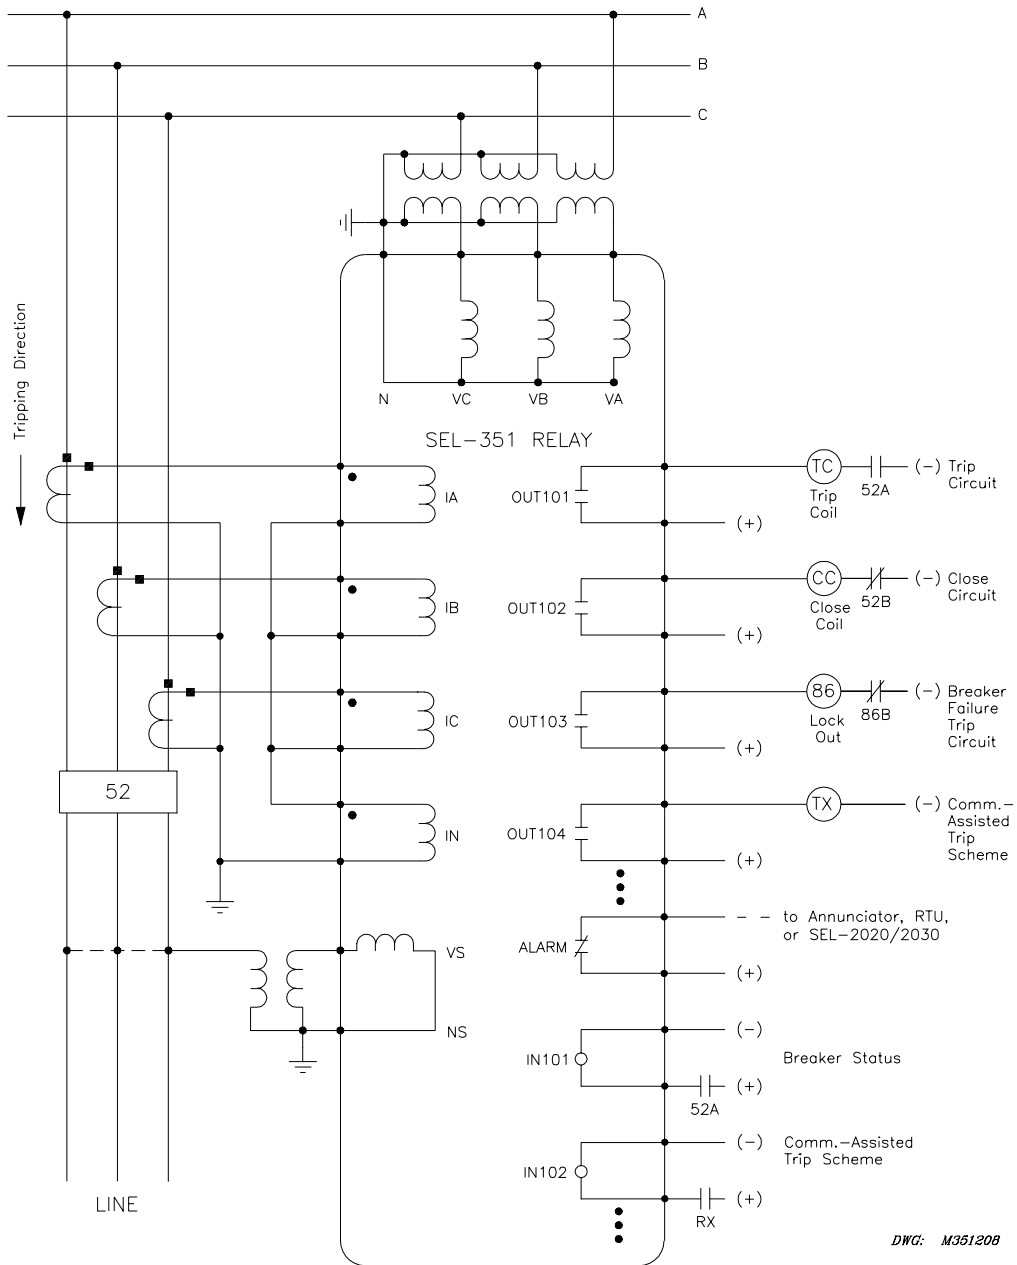 A
B
C
Tripping Direction
N
VC
VB
VA
SEL-351 RELAY
IA
OUT101
TC
Trip
Coil
52A
(-) Trip
Circuit
(+)
IB
OUT102
CC
Close
Coil
52B
(-) Close
Circuit
(+)
IC
OUT103
86
Lock
Out
86B
(-) Breaker
Failure
Trip
Circuit
(+)
52
IN
OUT104
TX
(-) Comm.-
Assisted
Trip
Scheme
(+)
VS
NS
ALARM
to Annunciator, RTU,
or SEL-2020/2030
(+)
IN101
(-)
Breaker Status
52A
(+)
IN102
(-)
Comm.-Assisted
Trip Scheme
RX
(+)
LINE
DWG: M351208